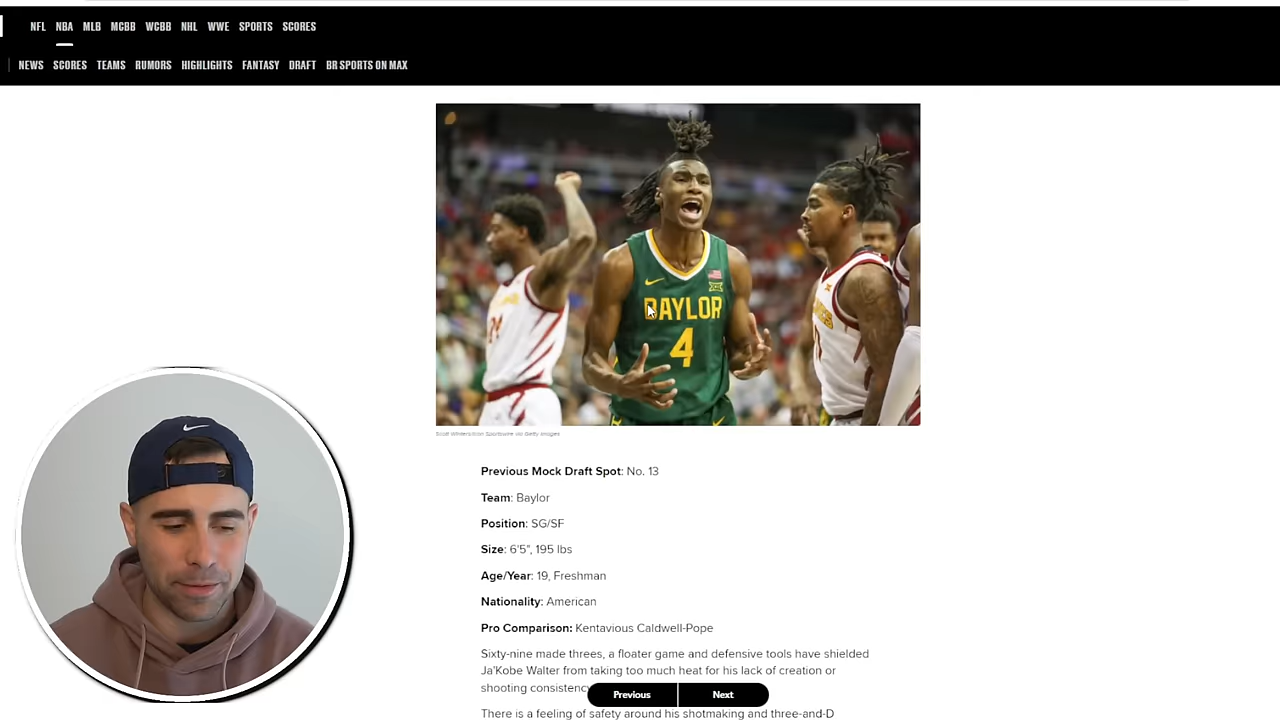 NFL NBA MLB MCBB WCBB NHL WWE SPORTS SCORES
NEWS SCORES TEAMS RUMORS HIGHLIGHTS FANTASY DRAFT BR SPORTS ON MAX
BAYLOR
4
Previous Mock Draft Spot: No. 13
Team: Baylor
Position: SG/SF
Size: 6'5", 195 lbs
Age/Year: 19, Freshman
Nationality: American
Pro Comparison: Kentavious Caldwell-Pope
Sixty-nine made threes, a floater game and defensive tools have shielded
Ja'Kobe Walter from taking too much heat for his lack of creation or
shooting consistency
Previous Next
There is a feeling of safety around his shotmaking and three-and-D